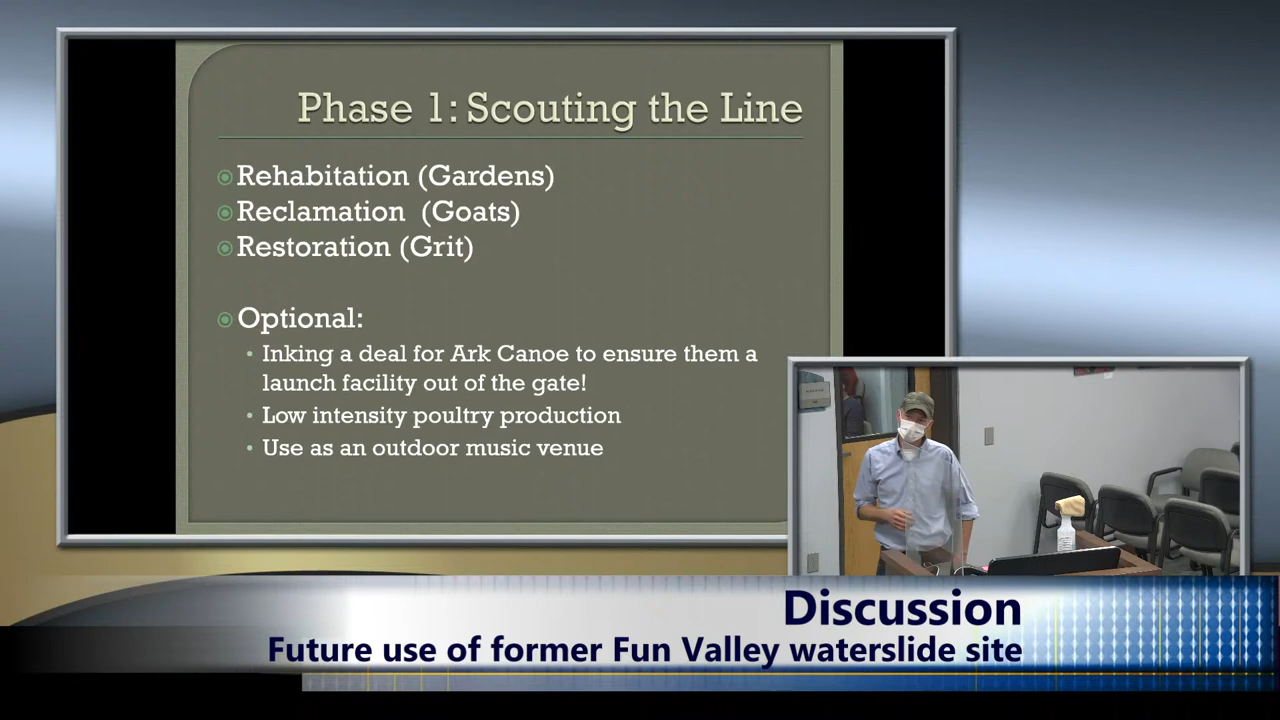 Phase 1: Scouting the Line
Rehabitation (Gardens)
Reclamation (Goats)
Restoration (Grit)
Optional:
Inking a deal for Ark Canoe to ensure them a
launch facility out of the gate!
Low intensity poultry production
Use as an outdoor music venue
Discussion
Future use of former Fun Valley waterslide site